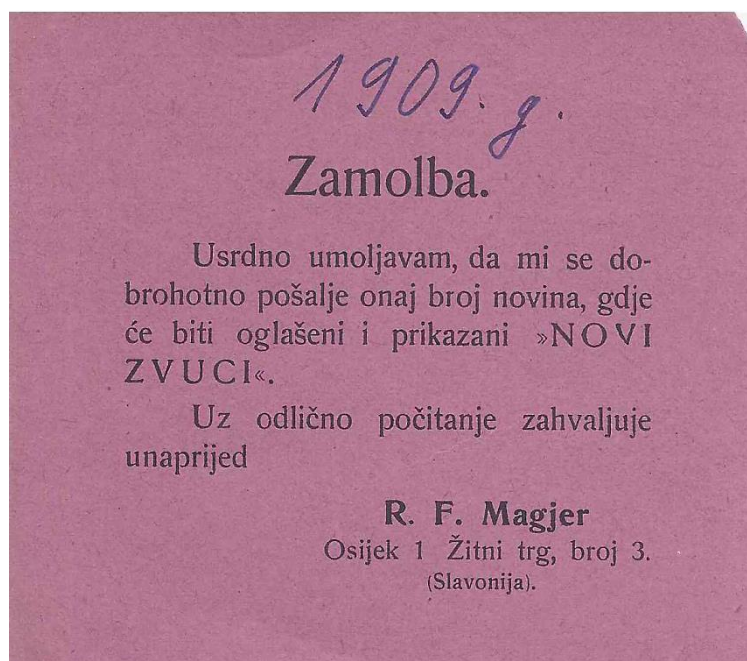 1909. g.
Zamolba.
Usrdno umoljavam, da mi se do-
brohotno pošalje onaj broj novina, gdje
će biti oglašeni i prikazani »NOVI
ZVUCI«.
Uz odlično počitanje zahvaljuje
unaprijed
R. F. Magjer
Osijek 1 Žitni trg, broj 3.
(Slavonija).